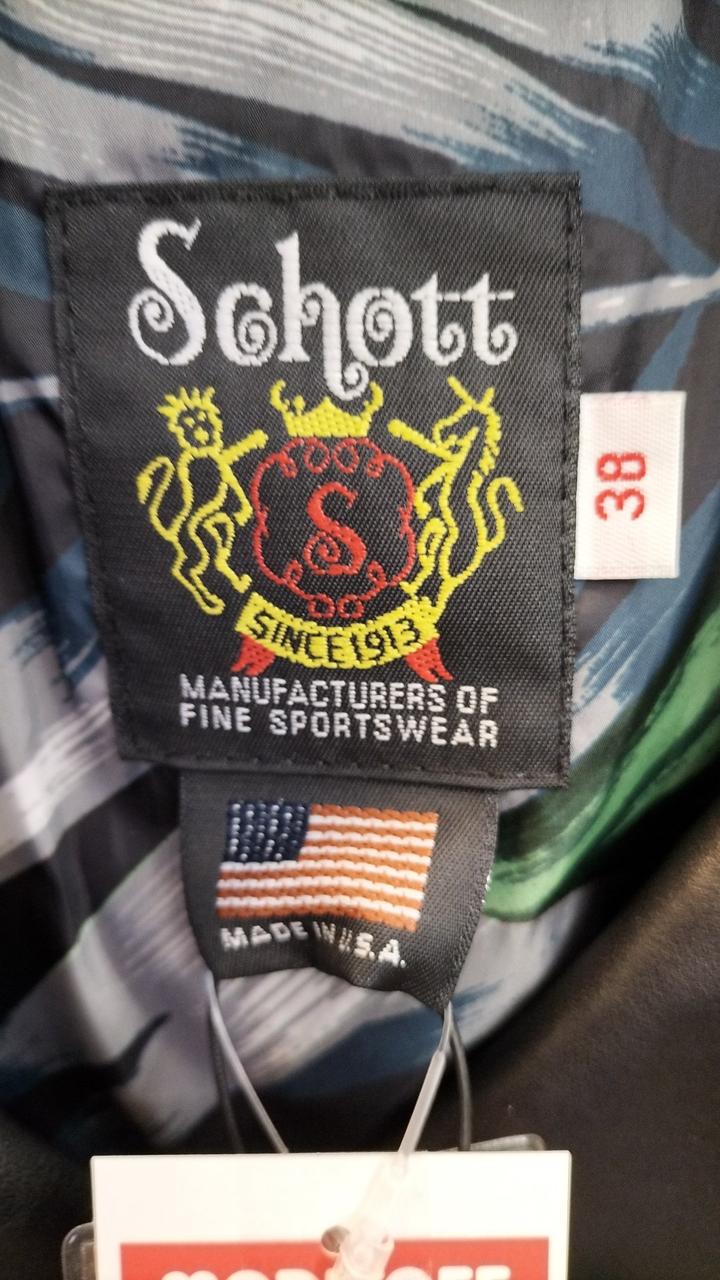 Schott
38
S
SINCE 1913
MANUFACTURERS OF
FINE SPORTSWEAR
MADE IN U.S.A.